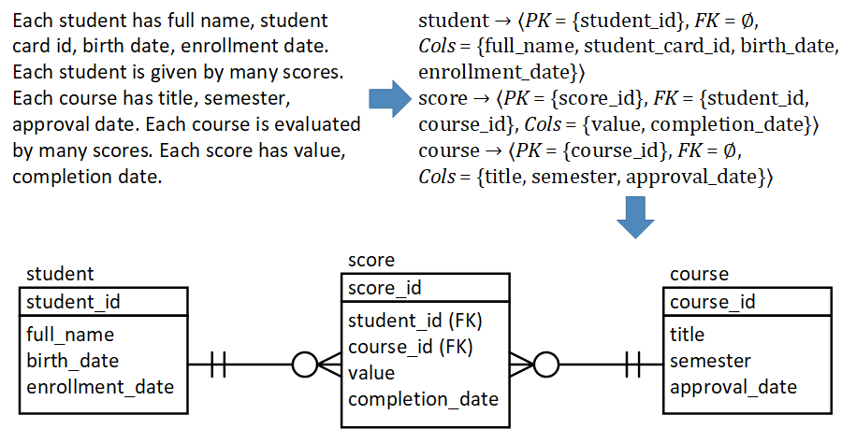 Each student has full name, student
card id, birth date, enrollment date.
Each student is given by many scores.
Each course has title, semester,
approval date. Each course is evaluated
by many scores. Each score has value,
completion date.
student → ⟨PK = {student_id}, FK = ∅,
Cols = {full_name, student_card_id, birth_date,
enrollment_date}⟩
score → ⟨PK = {score_id}, FK = {student_id,
course_id}, Cols = {value, completion_date}⟩
course → ⟨PK = {course_id}, FK = ∅,
Cols = {title, semester, approval_date}⟩
student
student_id
full_name
birth_date
enrollment_date
score
score_id
student_id (FK)
course_id (FK)
value
completion_date
course
course_id
title
semester
approval_date